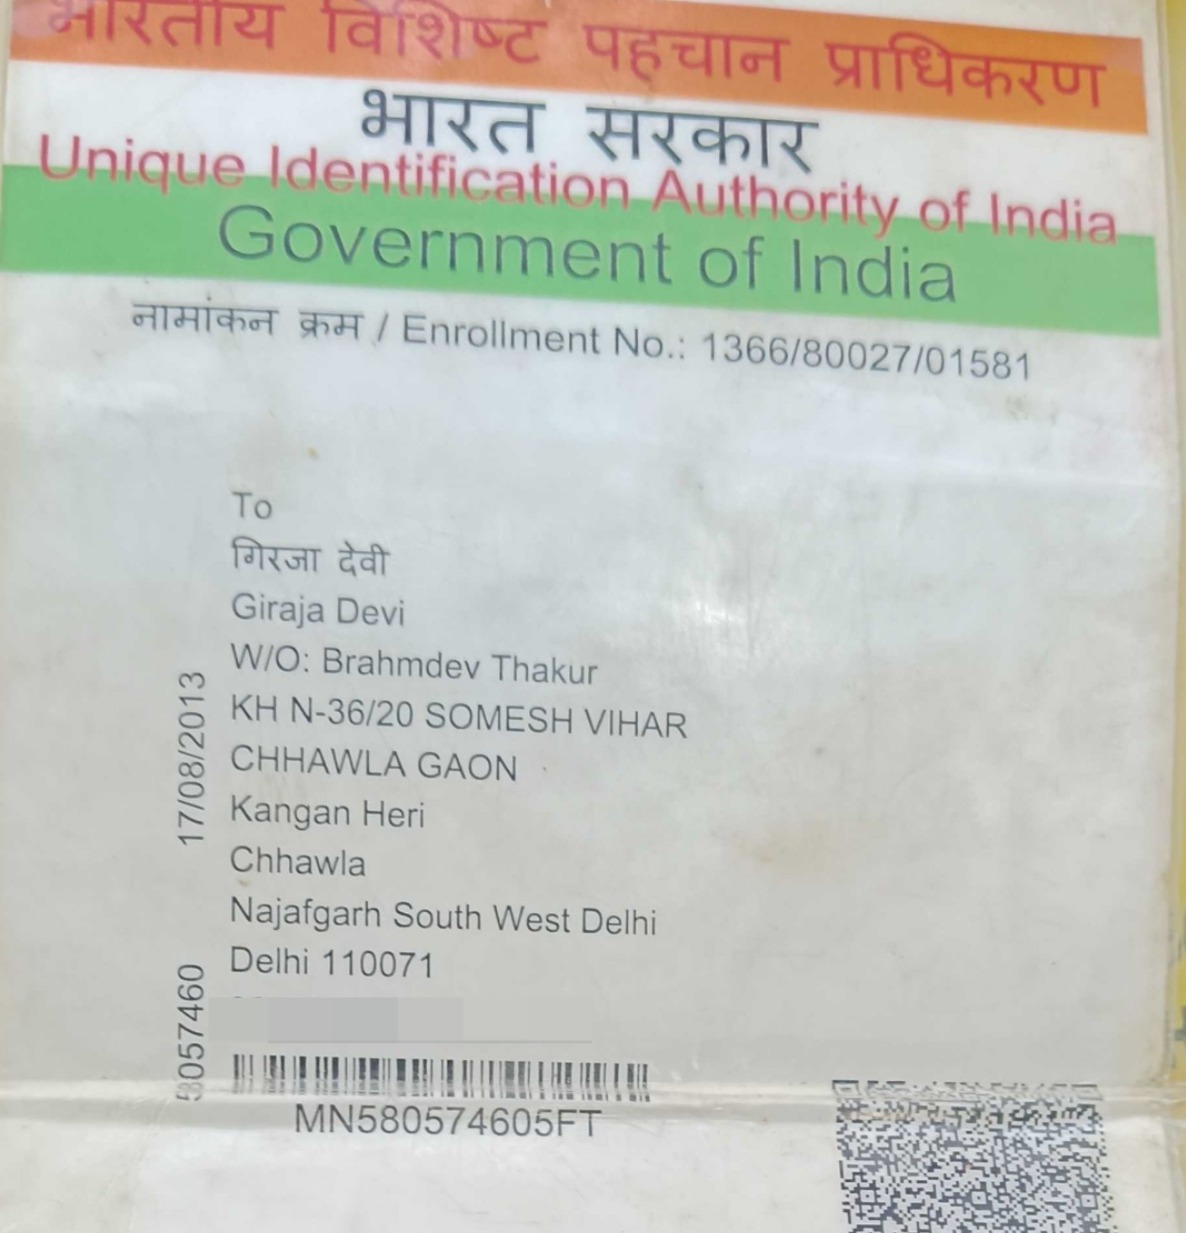 भारतीय विशिष्ट पहचान प्राधिकरण
भारत सरकार
Unique Identification Authority of India
Government of India
नामांकन क्रम / Enrollment No.: 1366/80027/01581
To
गिरजा देवी
Giraja Devi
W/O: Brahmdev Thakur
KH N-36/20 SOMESH VIHAR
CHHAWLA GAON
Kangan Heri
Chhawla
Najafgarh South West Delhi
Delhi 110071
17/08/2013
58057460
MN580574605FT